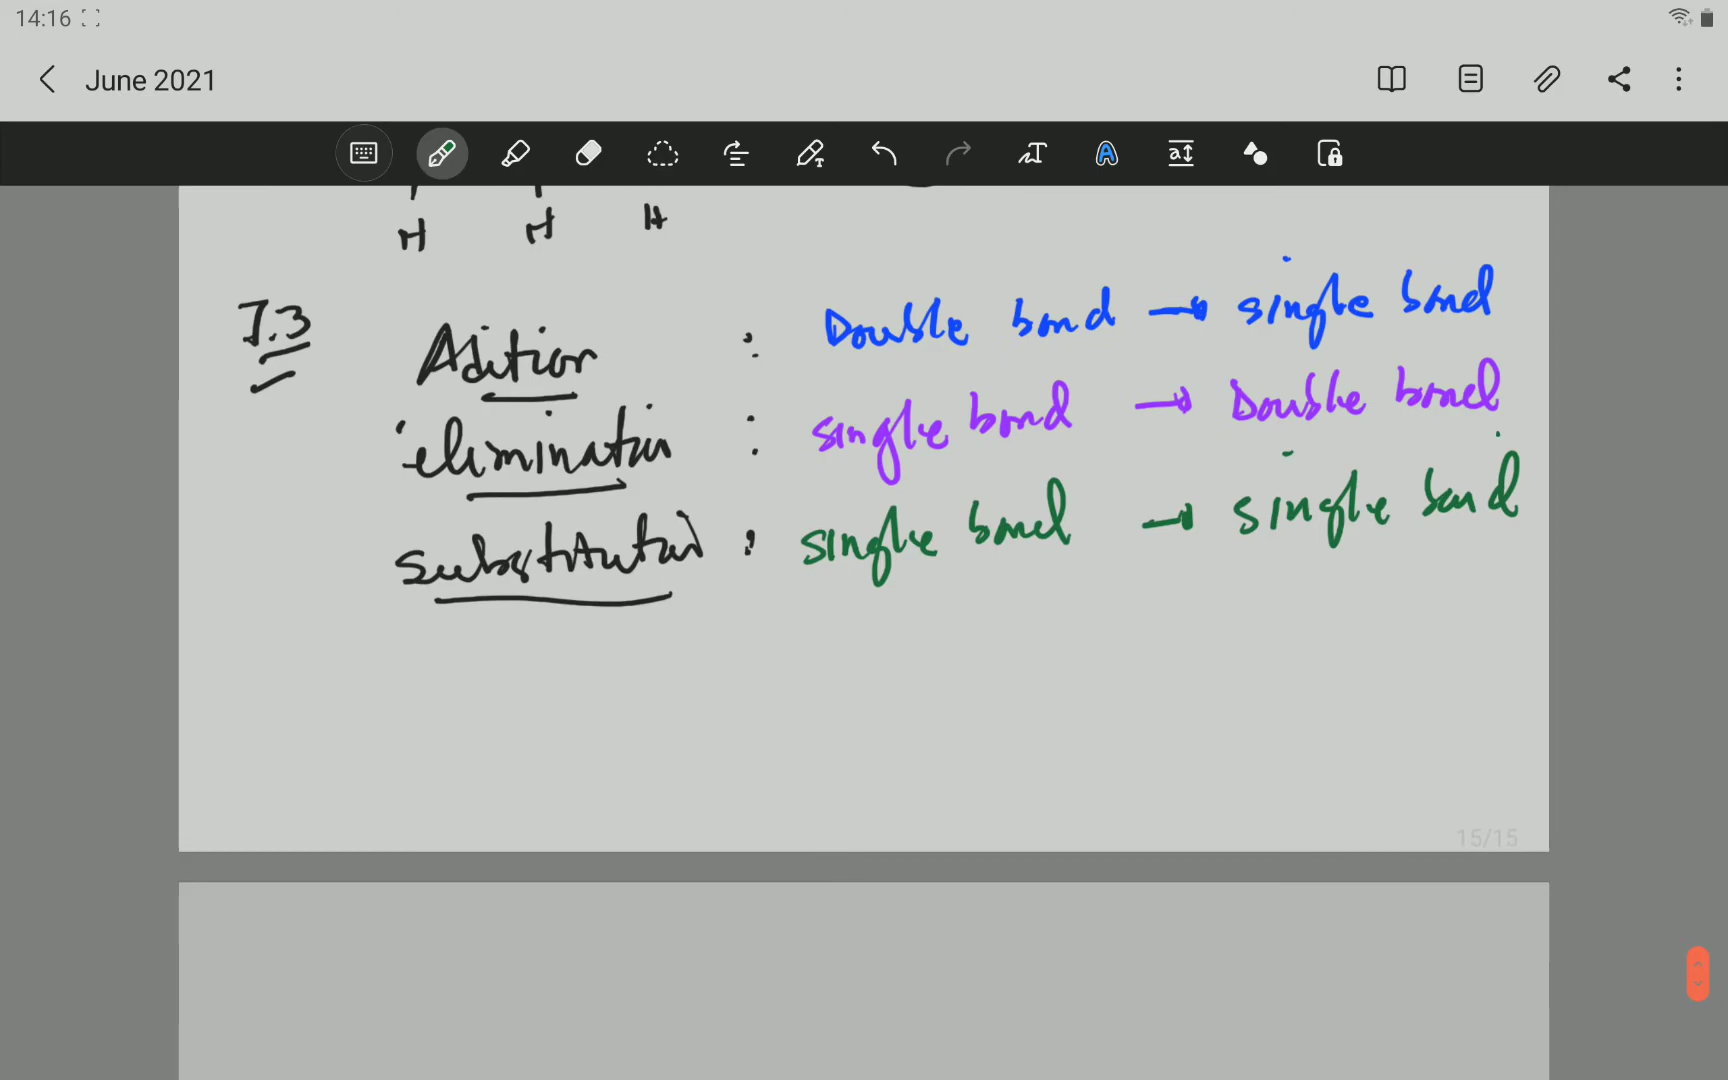 14:16
June 2021
H H H
7.3
Adition : Double bond → single bond
elimination : single bond → Double bond
substitution : single bond → single bond
15/15